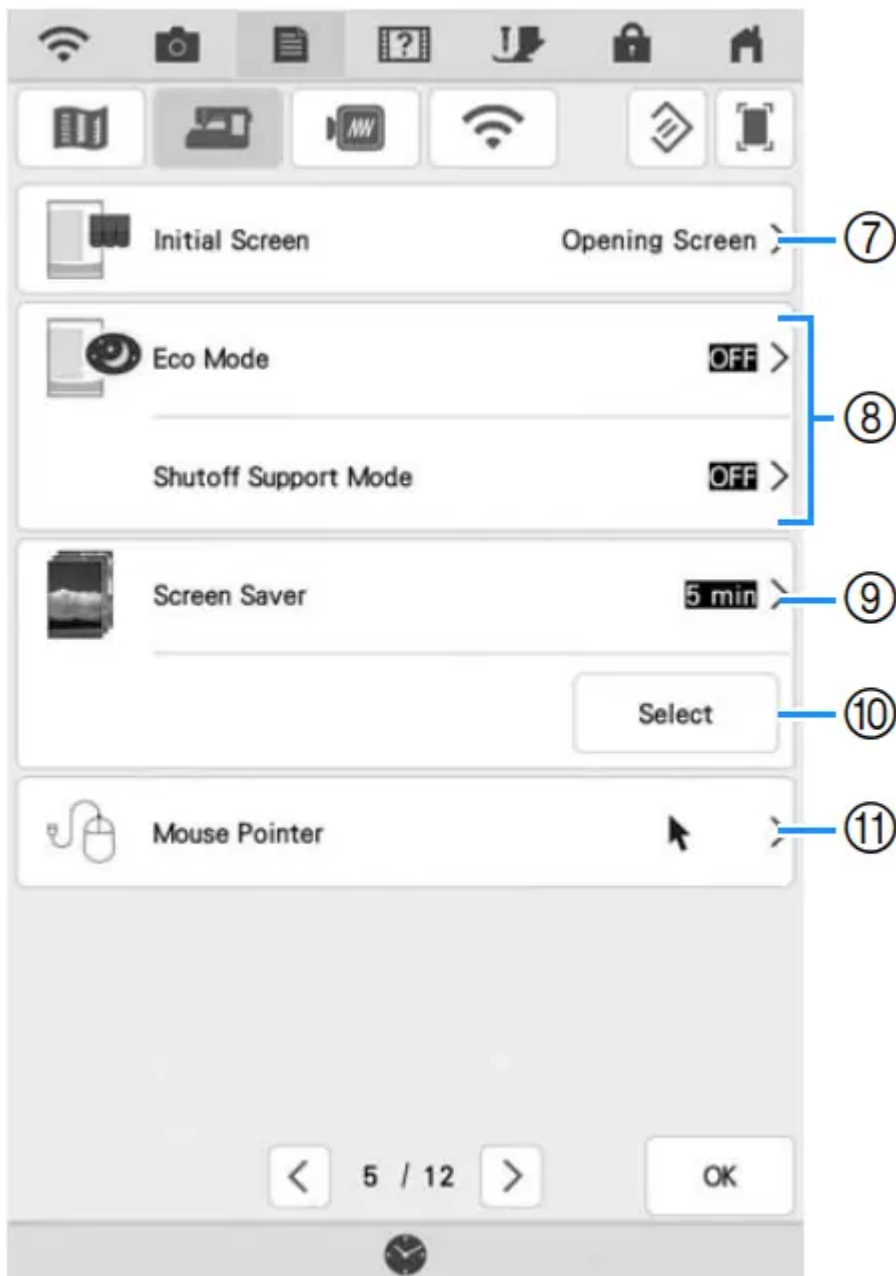 Initial Screen Opening Screen ⑦
Eco Mode OFF
⑧
Shutoff Support Mode OFF
Screen Saver 5 min ⑨
Select ⑩
Mouse Pointer ⑪
5 / 12 OK